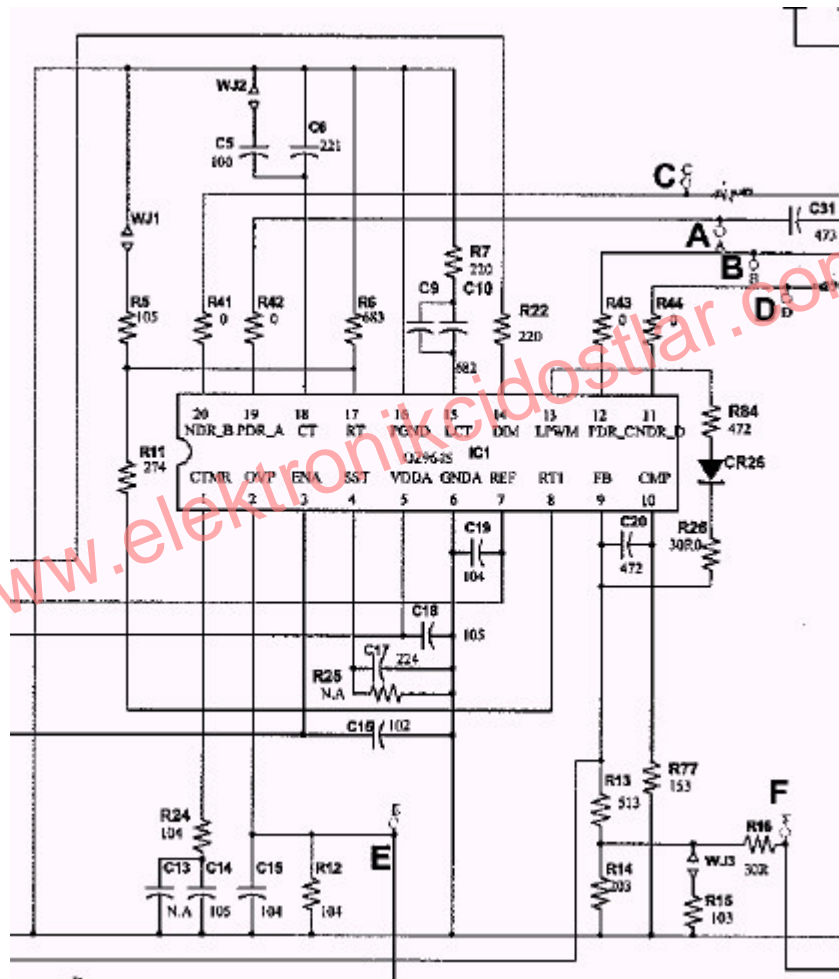 WJ2
C5
100
C6
221
C
C
WJ1
R5
105
R41
0
R42
0
R6
683
R7
220
C9
C10
682
R22
220
A
A
C31
473
B
B
D
D
R43
0
R44
0
20 19 18 17 16 15 14 13 12 11
NDR_B PDR_A CT RT PGND LCT DIM LPWM PDR_C NDR_D
IC1
CTMR OVP ENA SST VDDA GNDA REF RT1 FB CMP
1 2 3 4 5 6 7 8 9 10
R11
274
R84
472
CR26
R26
30R0
C19
104
C20
472
C18
105
C17
224
R25
N.A
C16
102
R24
104
C13
N.A
C14
105
C15
104
R12
104
E
E
R13
513
R77
153
F
F
R16
30R
R14
WJ3
R15
103
www.elektronikcidostlar.com